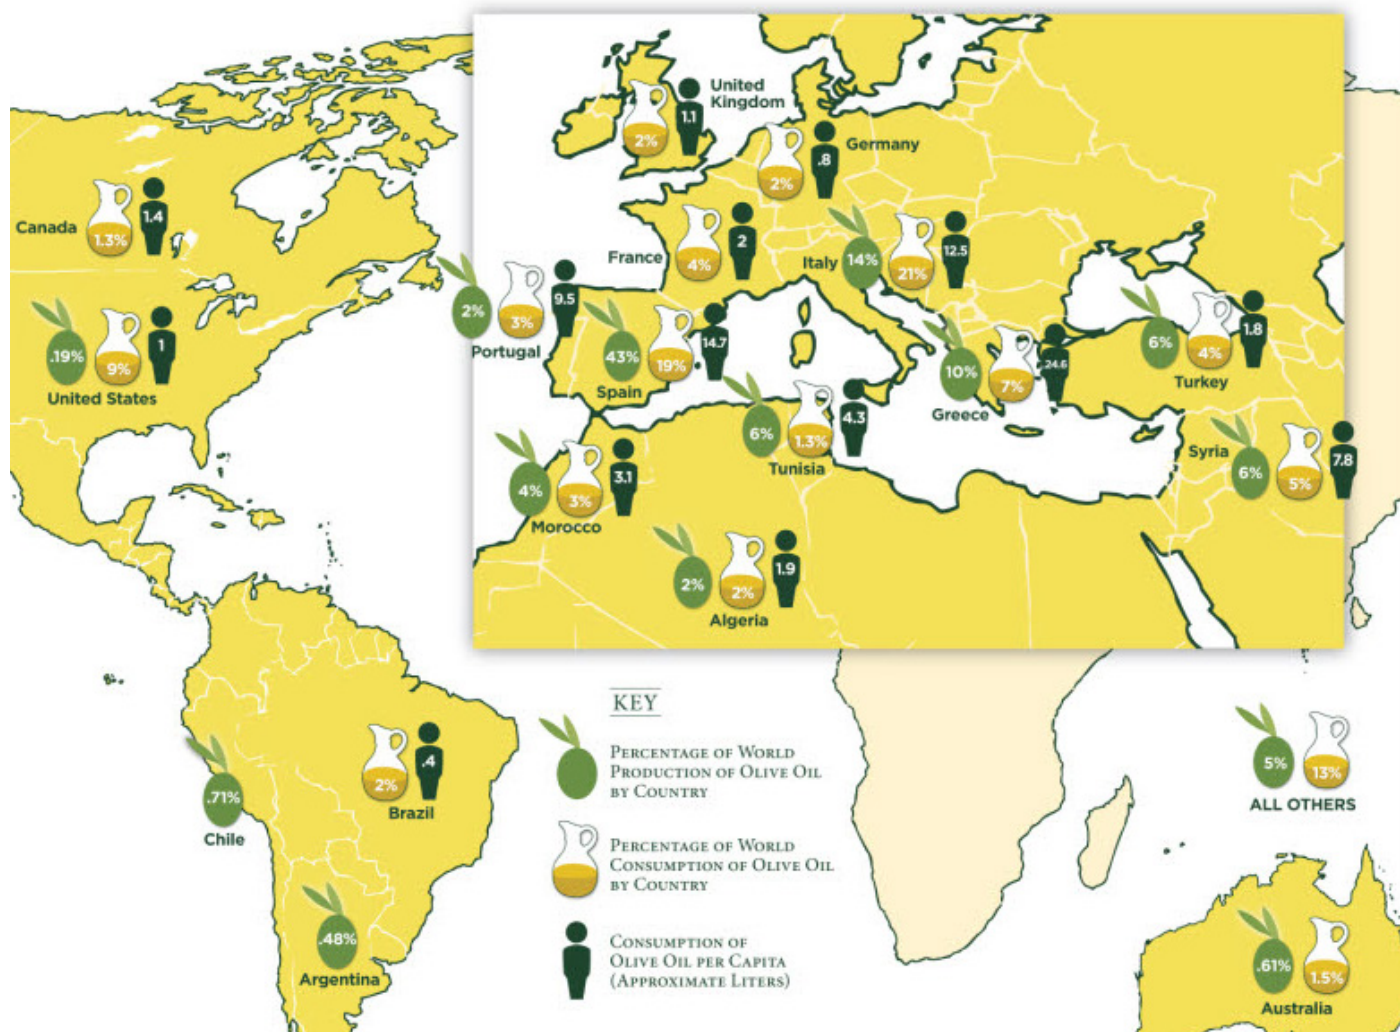 United
Kingdom
2%
1.1
Germany
2%
.8
Canada
1.3%
1.4
France
4%
2
Italy
14%
21%
12.5
2%
3%
9.5
Portugal
43%
19%
14.7
Spain
10%
7%
24.6
Greece
6%
4%
1.8
Turkey
.19%
9%
1
United States
6%
1.3%
4.3
Tunisia
Syria
6%
5%
7.8
4%
3%
3.1
Morocco
2%
2%
1.9
Algeria
KEY
Percentage of World
Production of Olive Oil
by Country
Percentage of World
Consumption of Olive Oil
by Country
Consumption of
Olive Oil per Capita
(Approximate Liters)
2%
.4
Brazil
.71%
Chile
.48%
Argentina
5%
13%
ALL OTHERS
.61%
1.5%
Australia